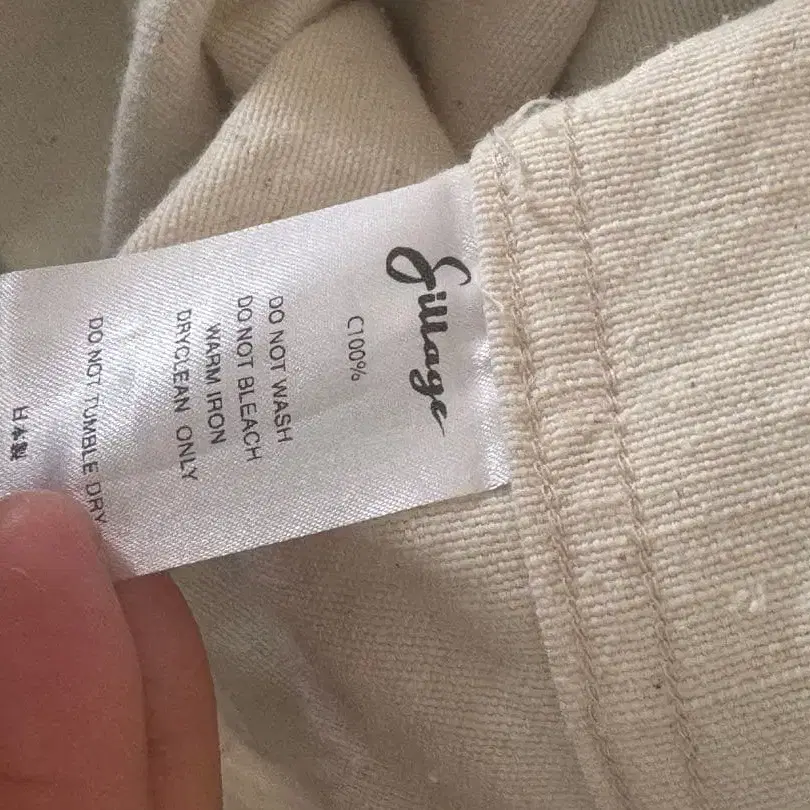 Sillage
C100%
DO NOT WASH
DO NOT BLEACH
WARM IRON
DRYCLEAN ONLY
DO NOT TUMBLE DRY
日本製